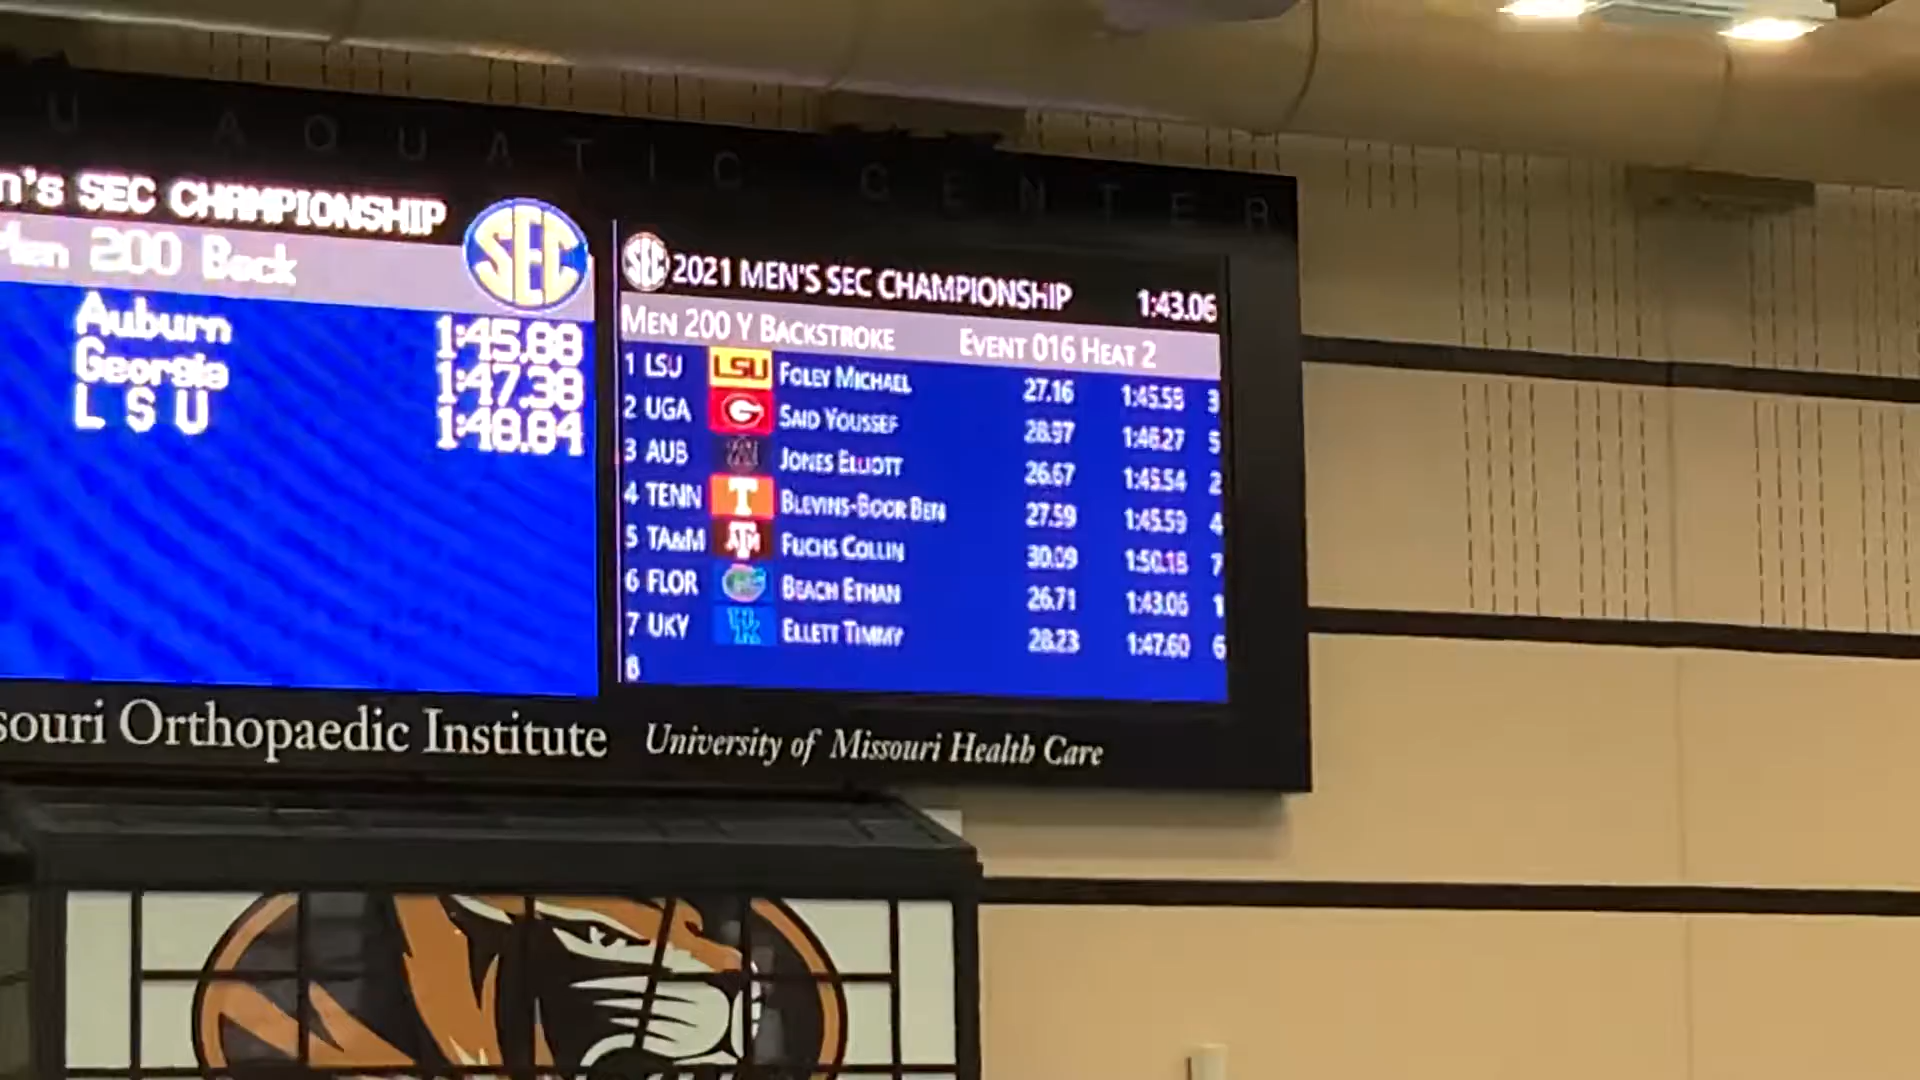 U AQUATIC CENTER
n's SEC CHAMPIONSHIP
Men 200 Back
SEC
Auburn 1:45.88
Georgia 1:47.38
L S U 1:48.84
SEC 2021 MEN'S SEC CHAMPIONSHIP 1:43.06
MEN 200 Y BACKSTROKE EVENT 016 HEAT 2
1 LSU LSU FOLEY MICHAEL 27.16 1:45.58 3
2 UGA G SAID YOUSSEF 28.97 1:46.27 5
3 AUB JONES ELLIOTT 26.67 1:45.54 2
4 TENN T BLEVINS-BOOR BEN 27.59 1:45.59 4
5 TA&M ATM FUCHS COLLIN 30.09 1:50.18 7
6 FLOR BEACH ETHAN 26.71 1:43.06 1
7 UKY UK ELLETT TIMMY 28.23 1:47.60 6
8
souri Orthopaedic Institute
University of Missouri Health Care